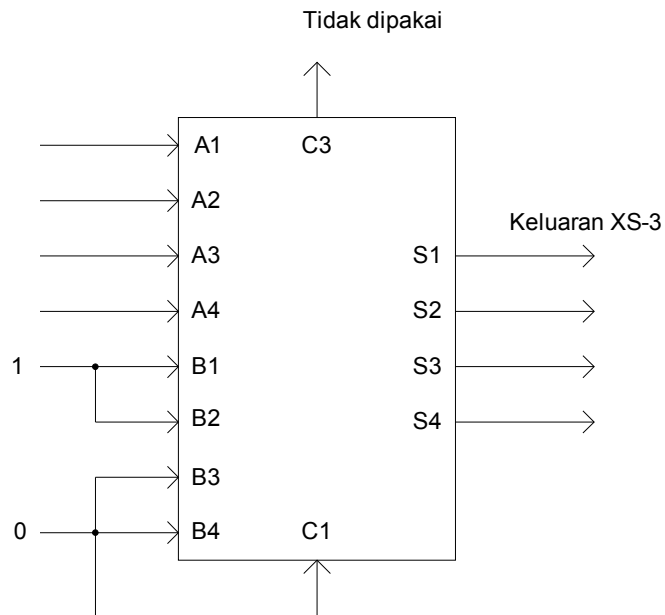 Tidak dipakai
A1 C3
A2
Keluaran XS-3
A3 S1
A4 S2
1 B1 S3
B2 S4
B3
0 B4 C1